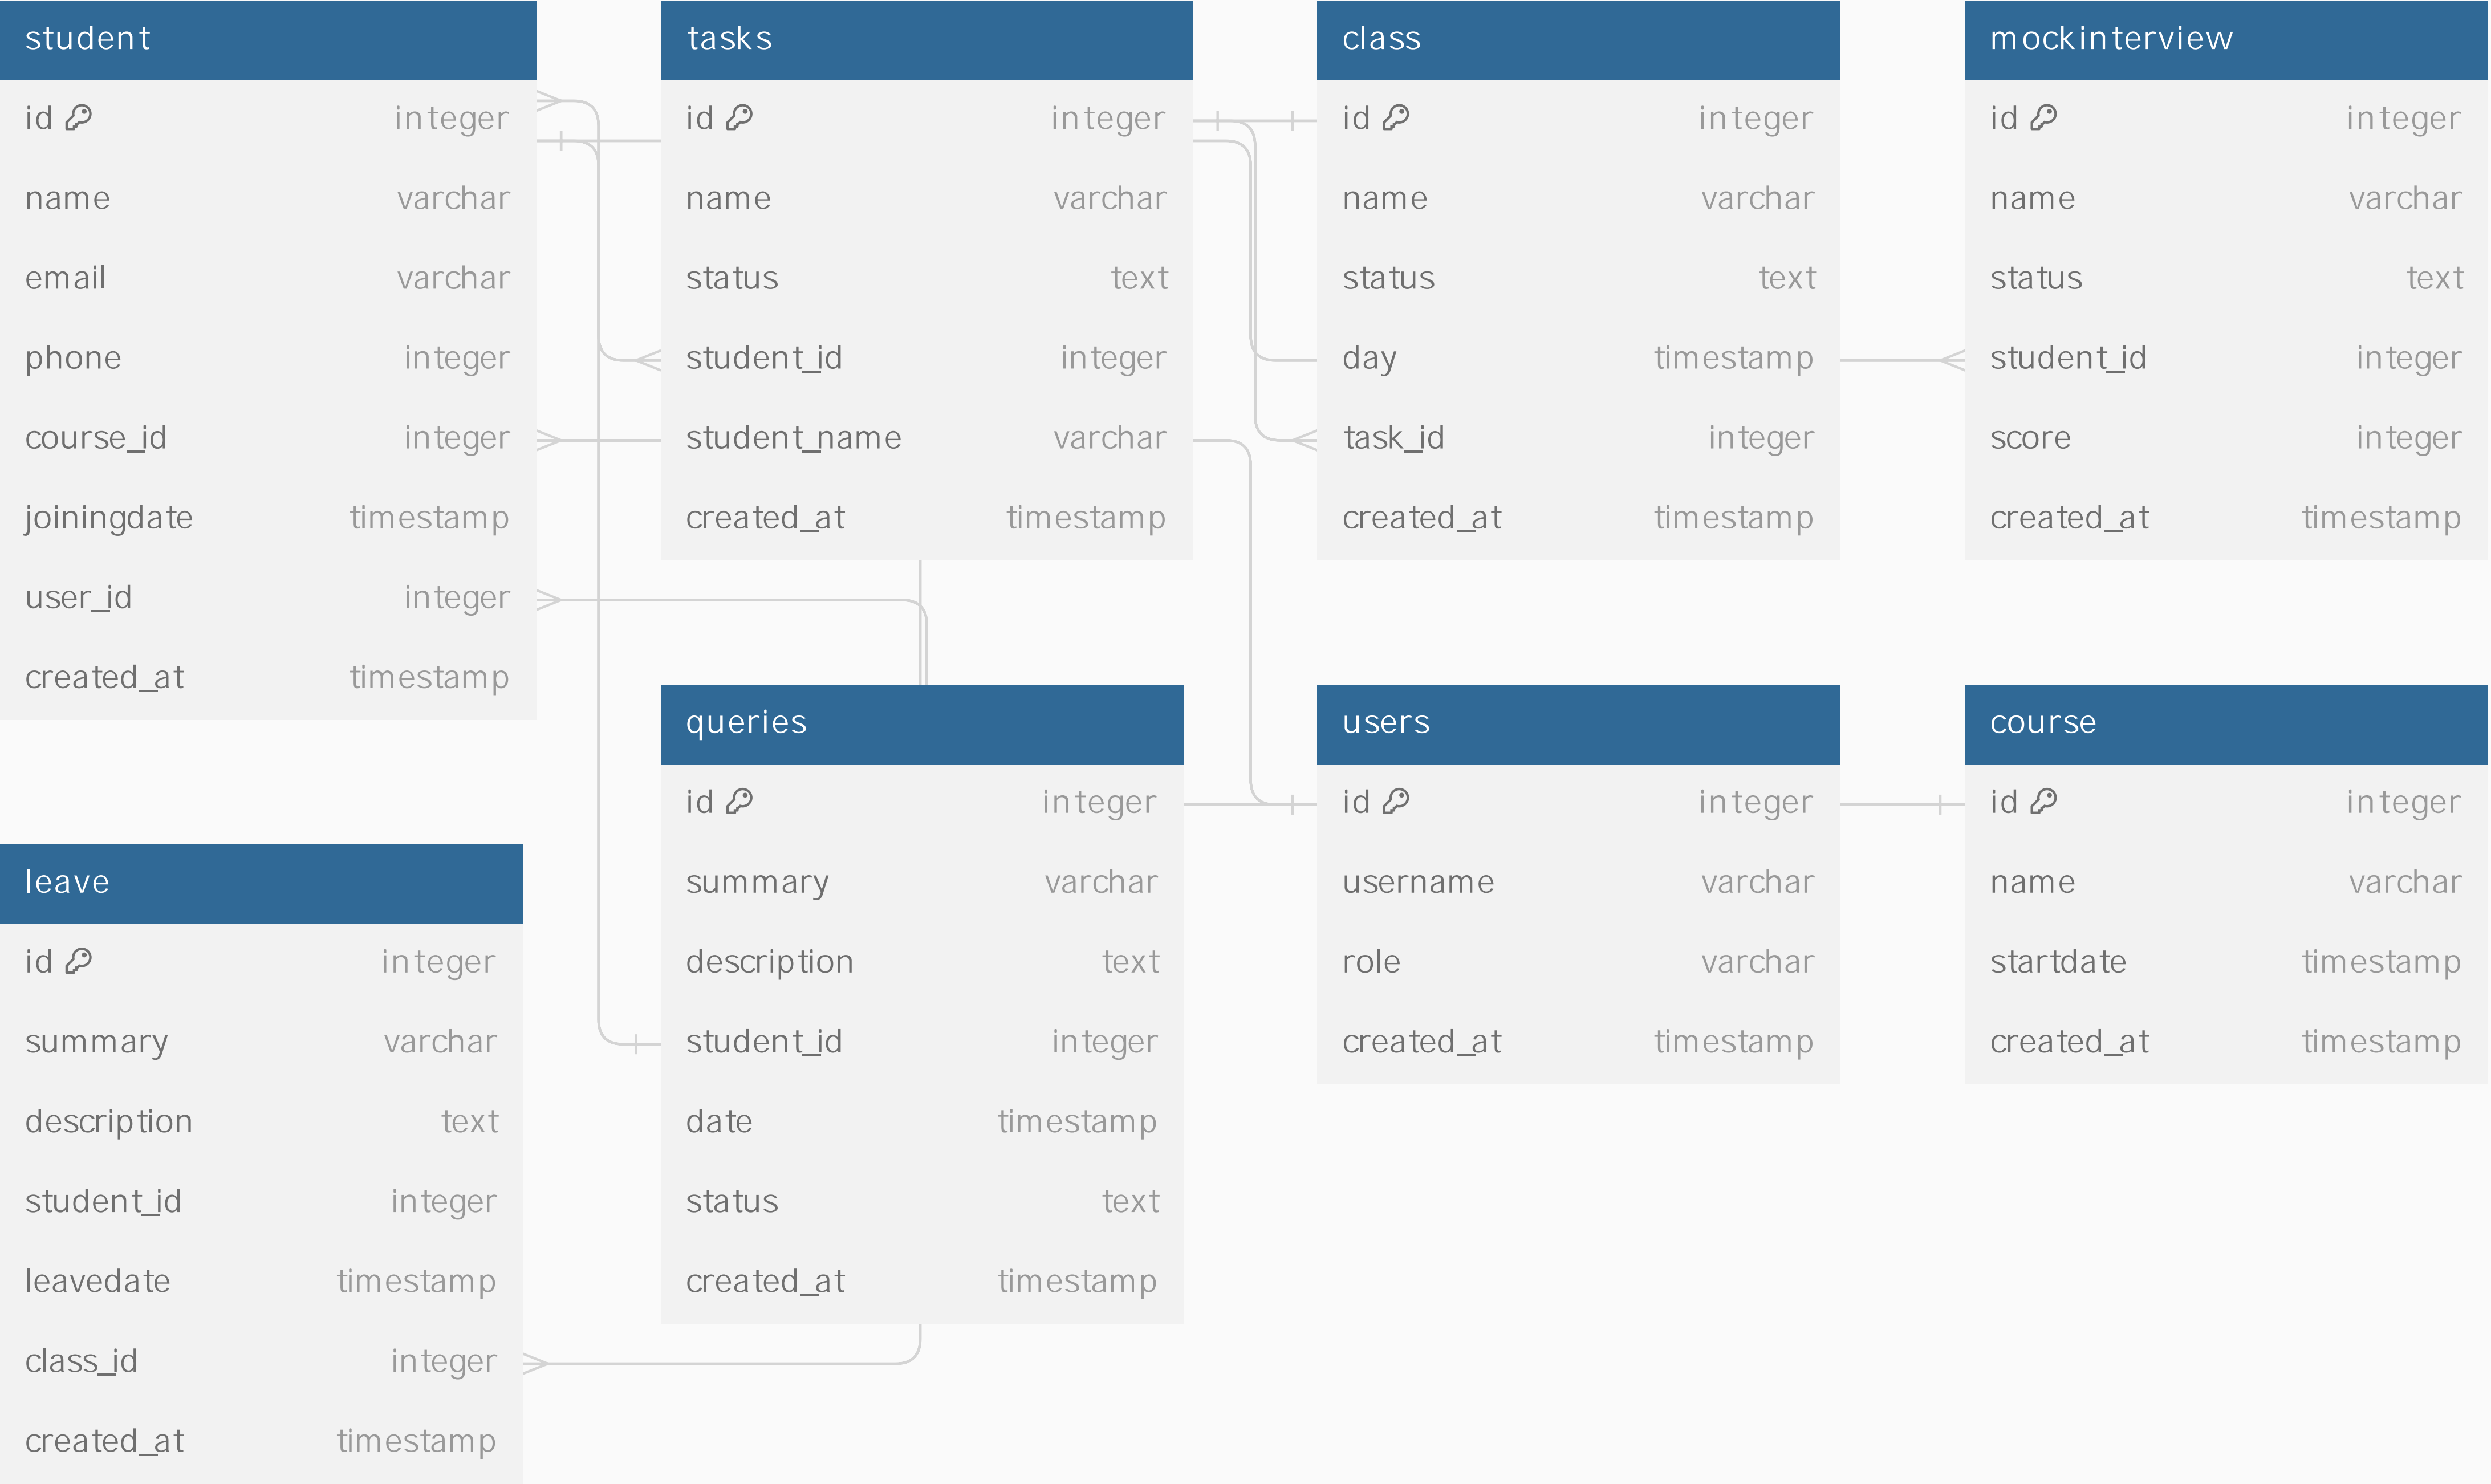 student
id integer
name varchar
email varchar
phone integer
course_id integer
joiningdate timestamp
user_id integer
created_at timestamp
tasks
id integer
name varchar
status text
student_id integer
student_name varchar
created_at timestamp
class
id integer
name varchar
status text
day timestamp
task_id integer
created_at timestamp
mockinterview
id integer
name varchar
status text
student_id integer
score integer
created_at timestamp
leave
id integer
summary varchar
description text
student_id integer
leavedate timestamp
class_id integer
created_at timestamp
queries
id integer
summary varchar
description text
student_id integer
date timestamp
status text
created_at timestamp
users
id integer
username varchar
role varchar
created_at timestamp
course
id integer
name varchar
startdate timestamp
created_at timestamp